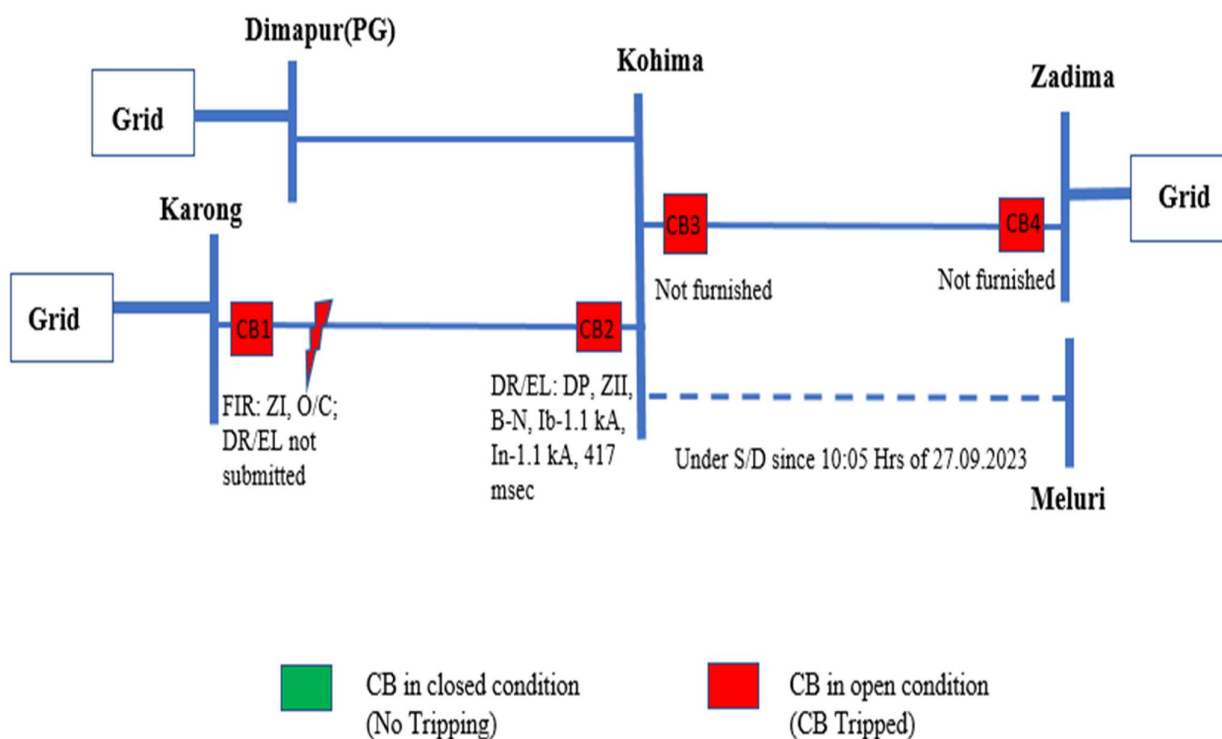 Dimapur(PG)
Kohima
Zadima
Grid
Karong
CB3
CB4
Grid
Not furnished
Not furnished
Grid
CB1
CB2
FIR: ZI, O/C;
DR/EL not
submitted
DR/EL: DP, ZII,
B-N, Ib-1.1 kA,
In-1.1 kA, 417
msec
Under S/D since 10:05 Hrs of 27.09.2023
Meluri
CB in closed condition
(No Tripping)
CB in open condition
(CB Tripped)